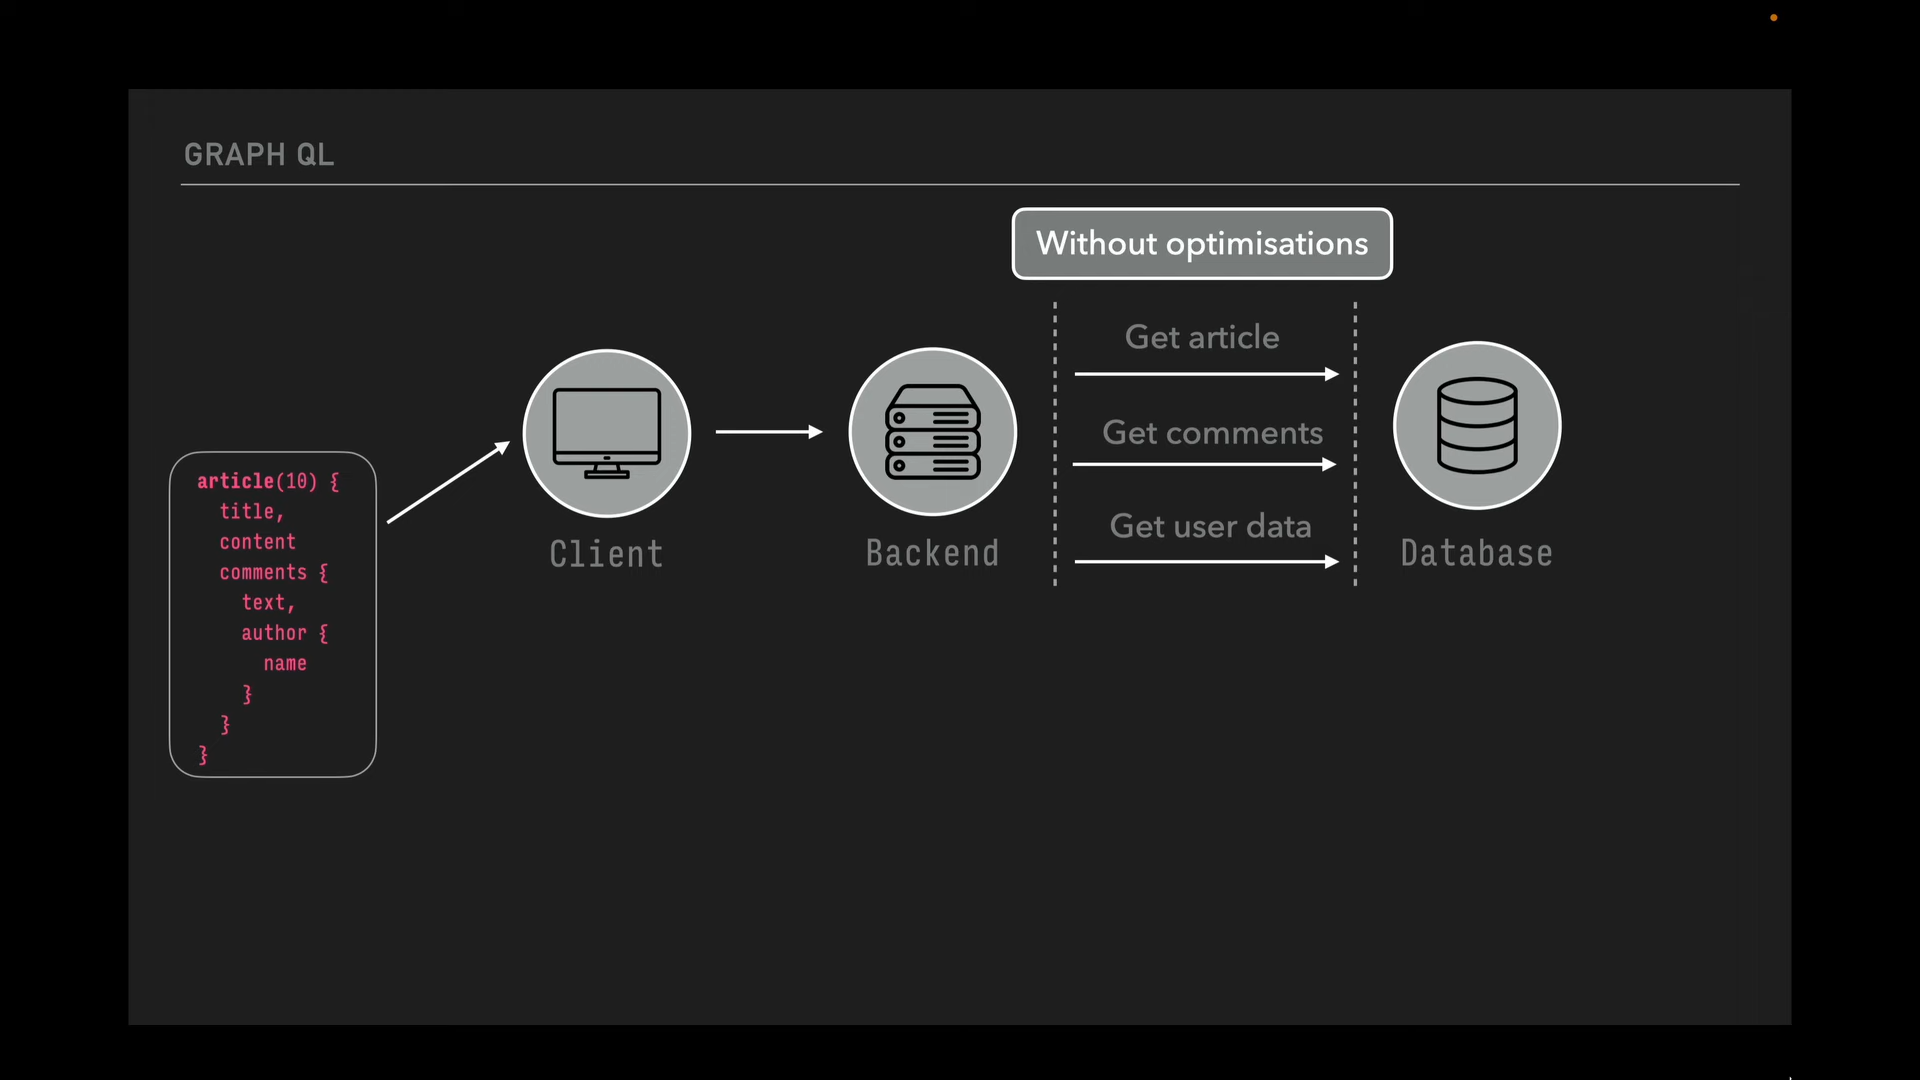 GRAPH QL
Without optimisations
Get article
Get comments
Get user data
Client
Backend
Database
article(10) {
title,
content
comments {
text,
author {
name
}
}
}